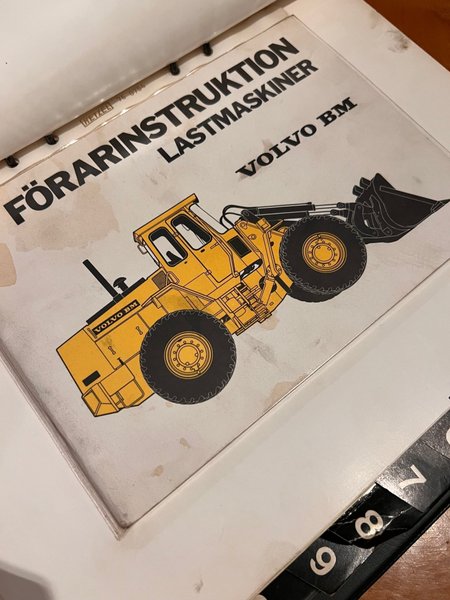 FÖRARINSTRUKTION
LASTMASKINER
VOLVO BM
VOLVO BM
7
8
9